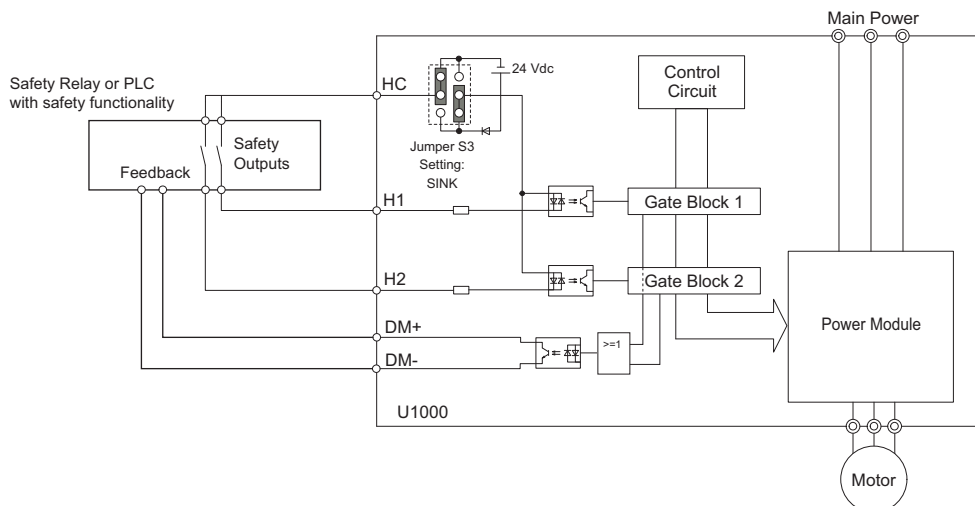 Main Power
Safety Relay or PLC
with safety functionality
HC
24 Vdc
Control
Circuit
Jumper S3
Setting:
SINK
Safety
Outputs
Feedback
H1
Gate Block 1
H2
Gate Block 2
DM+
>=1
Power Module
DM-
U1000
Motor